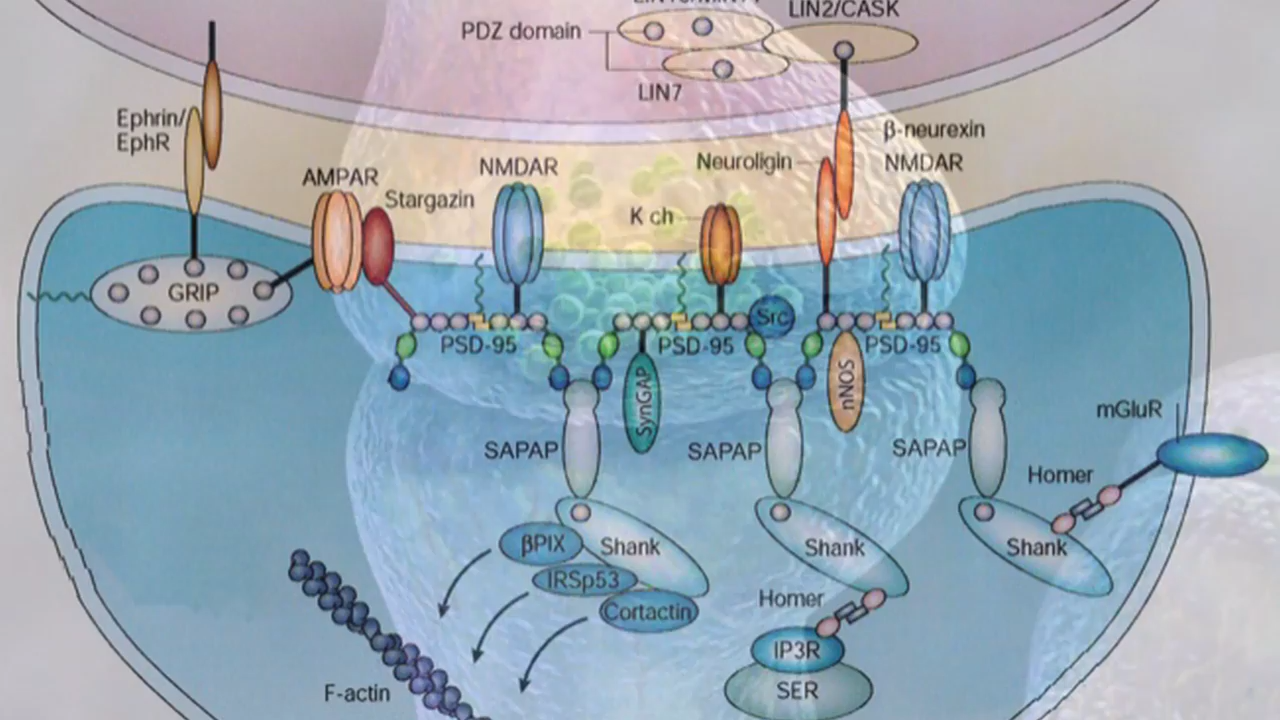 LIN2/CASK
PDZ domain
LIN7
Ephrin/
EphR
β-neurexin
Neuroligin
NMDAR
AMPAR
NMDAR
Stargazin
K ch
GRIP
Src
PSD-95
PSD-95
PSD-95
SynGAP
nNOS
mGluR
SAPAP
SAPAP
SAPAP
Homer
βPIX
Shank
Shank
Shank
IRSp53
Cortactin
Homer
IP3R
SER
F-actin